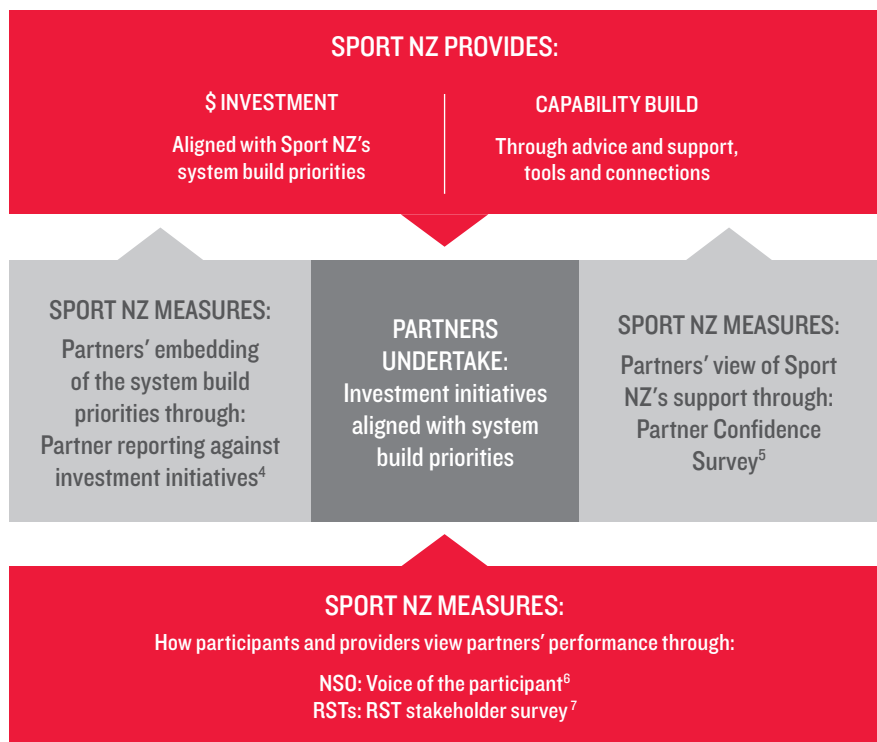 SPORT NZ PROVIDES:
$ INVESTMENT
Aligned with Sport NZ's
system build priorities
CAPABILITY BUILD
Through advice and support,
tools and connections
SPORT NZ MEASURES:
Partners' embedding
of the system build
priorities through:
Partner reporting against
investment initiatives⁴
PARTNERS
UNDERTAKE:
Investment initiatives
aligned with system
build priorities
SPORT NZ MEASURES:
Partners' view of Sport
NZ's support through:
Partner Confidence
Survey⁵
SPORT NZ MEASURES:
How participants and providers view partners' performance through:
NSO: Voice of the participant⁶
RSTs: RST stakeholder survey⁷